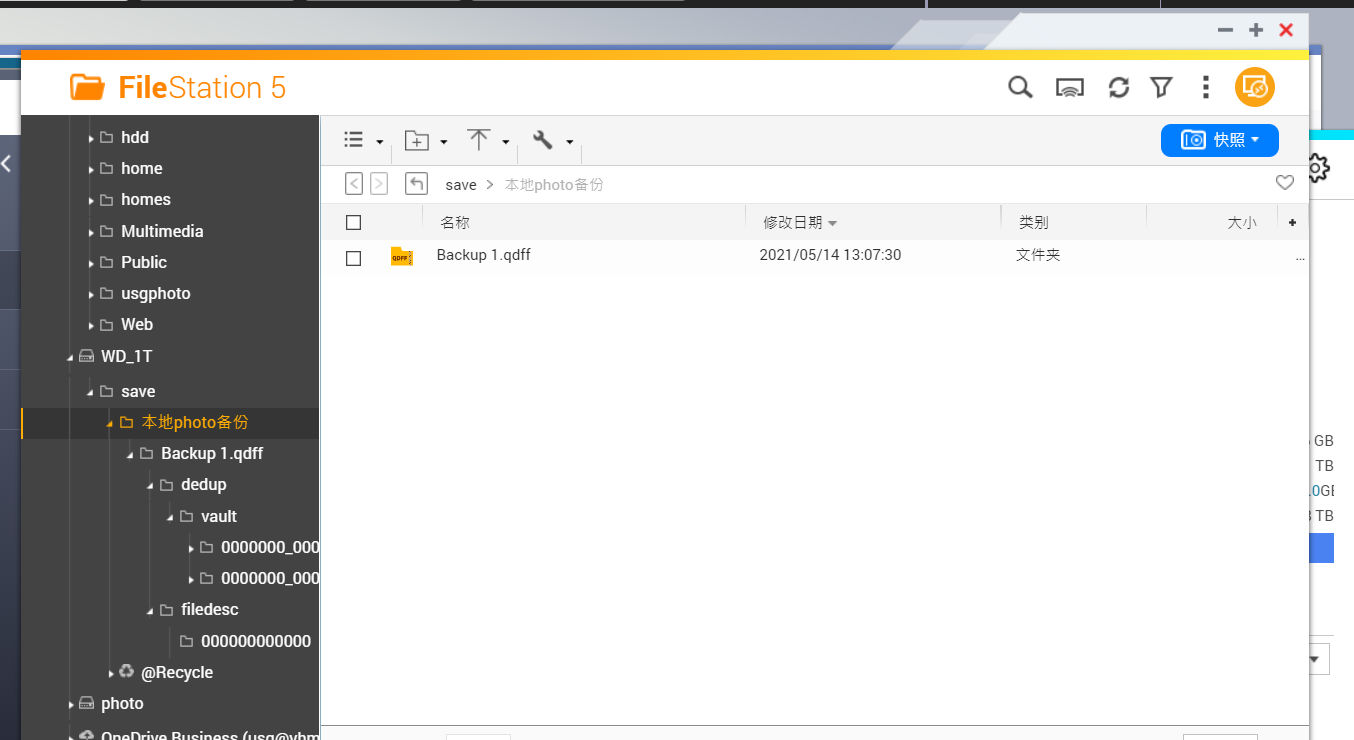 FileStation 5
快照
hdd
home
homes
Multimedia
Public
usgphoto
Web
WD_1T
save
本地photo备份
Backup 1.qdff
dedup
vault
0000000_000
0000000_000
filedesc
000000000000
@Recycle
photo
OneDrive Business (usg@vhm
save > 本地photo备份
名称 修改日期 类别 大小
QDFF Backup 1.qdff 2021/05/14 13:07:30 文件夹 ...
GB
TB
.0GB
TB